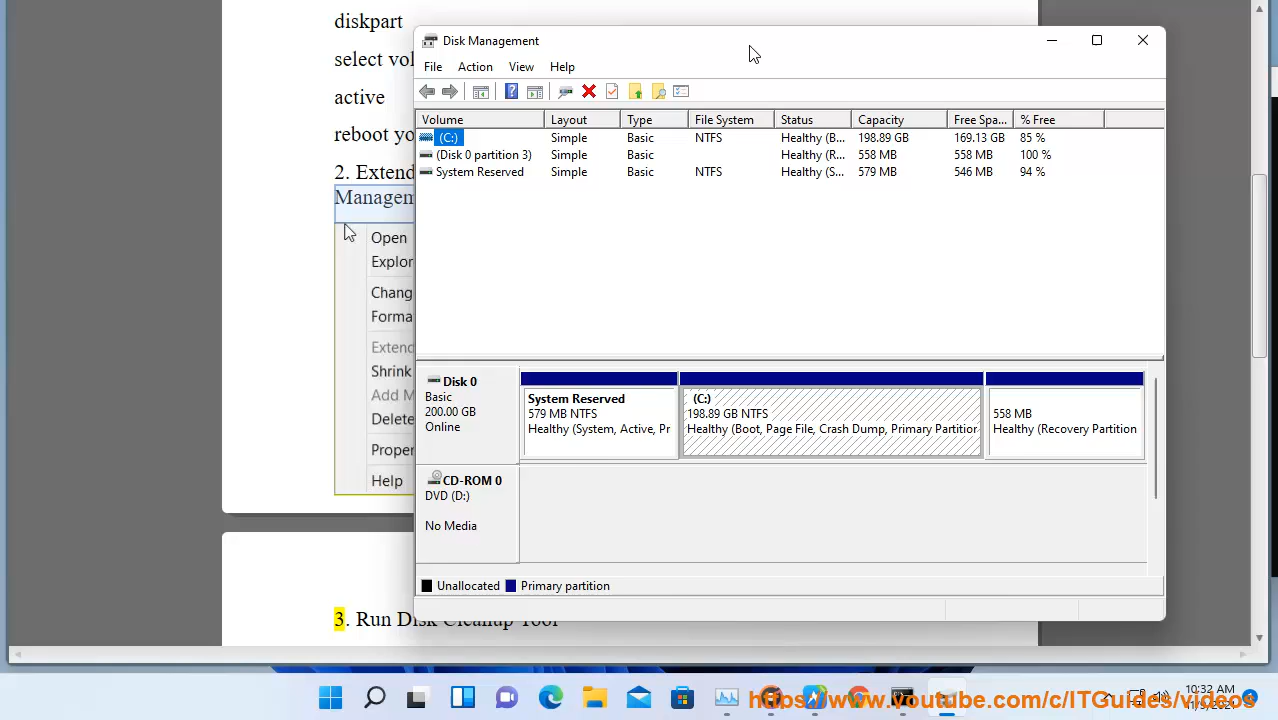 diskpart
select vol
active
reboot yo
2. Extend
Managem
Open
Explor
Chang
Forma
Extend
Shrink
Add M
Delete
Proper
Help
Disk Management
File Action View Help
Volume Layout Type File System Status Capacity Free Spa... % Free
(C:) Simple Basic NTFS Healthy (B... 198.89 GB 169.13 GB 85 %
(Disk 0 partition 3) Simple Basic Healthy (R... 558 MB 558 MB 100 %
System Reserved Simple Basic NTFS Healthy (S... 579 MB 546 MB 94 %
Disk 0
Basic
200.00 GB
Online
System Reserved
579 MB NTFS
Healthy (System, Active, Pr
(C:)
198.89 GB NTFS
Healthy (Boot, Page File, Crash Dump, Primary Partition
558 MB
Healthy (Recovery Partition
CD-ROM 0
DVD (D:)
No Media
Unallocated Primary partition
3. Run Disk Cleanup Tool
10:32 AM
https://www.youtube.com/c/ITGuides/videos